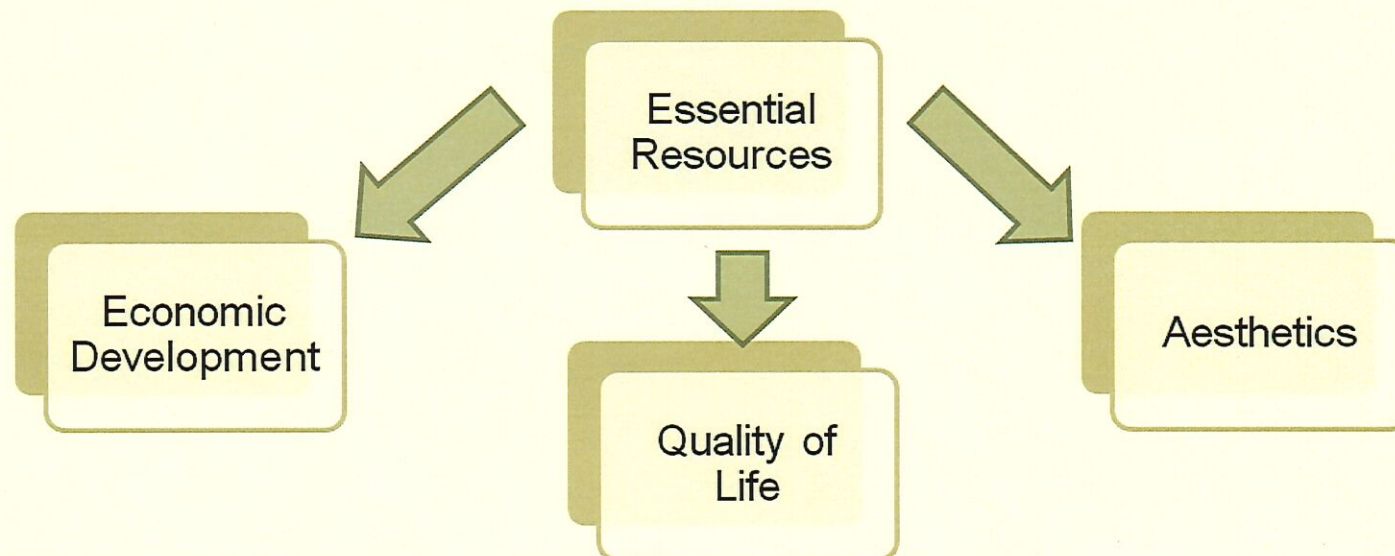 Essential
Resources
Economic
Development
Aesthetics
Quality of
Life